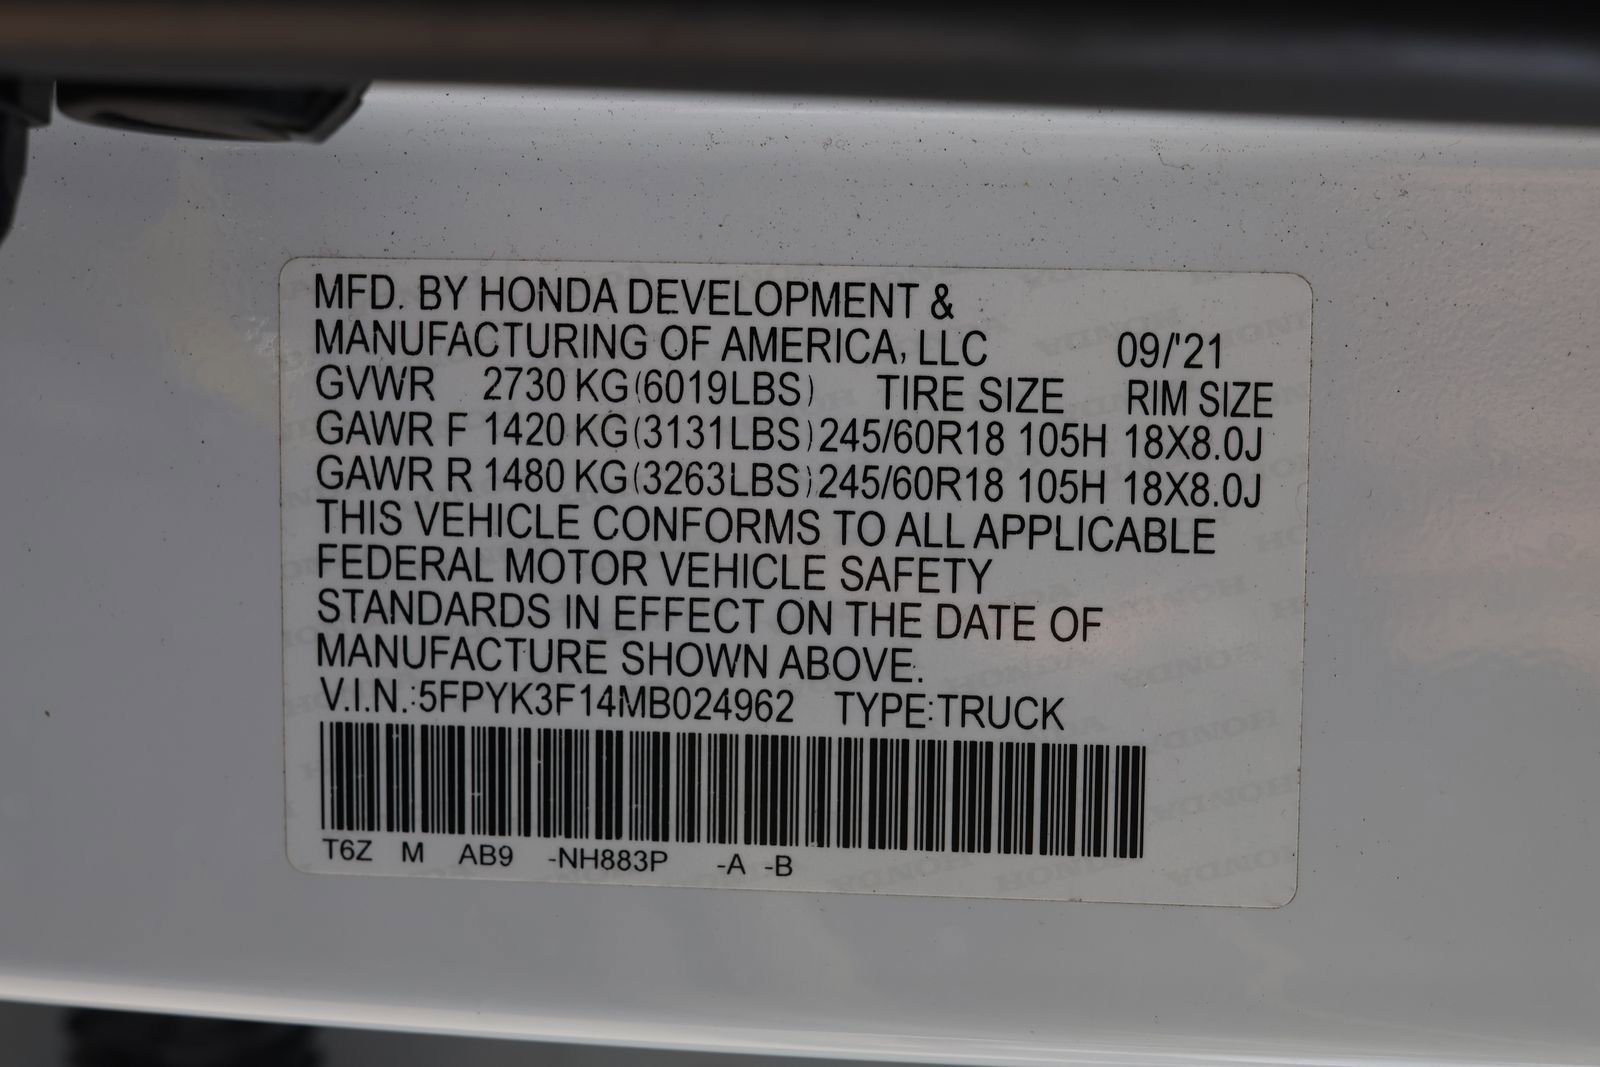 MFD. BY HONDA DEVELOPMENT &
MANUFACTURING OF AMERICA, LLC 09/'21
GVWR 2730 KG(6019LBS) TIRE SIZE RIM SIZE
GAWR F 1420 KG(3131LBS)245/60R18 105H 18X8.0J
GAWR R 1480 KG(3263LBS)245/60R18 105H 18X8.0J
THIS VEHICLE CONFORMS TO ALL APPLICABLE
FEDERAL MOTOR VEHICLE SAFETY
STANDARDS IN EFFECT ON THE DATE OF
MANUFACTURE SHOWN ABOVE.
V.I.N.:5FPYK3F14MB024962 TYPE:TRUCK
T6Z M AB9 -NH883P -A -B